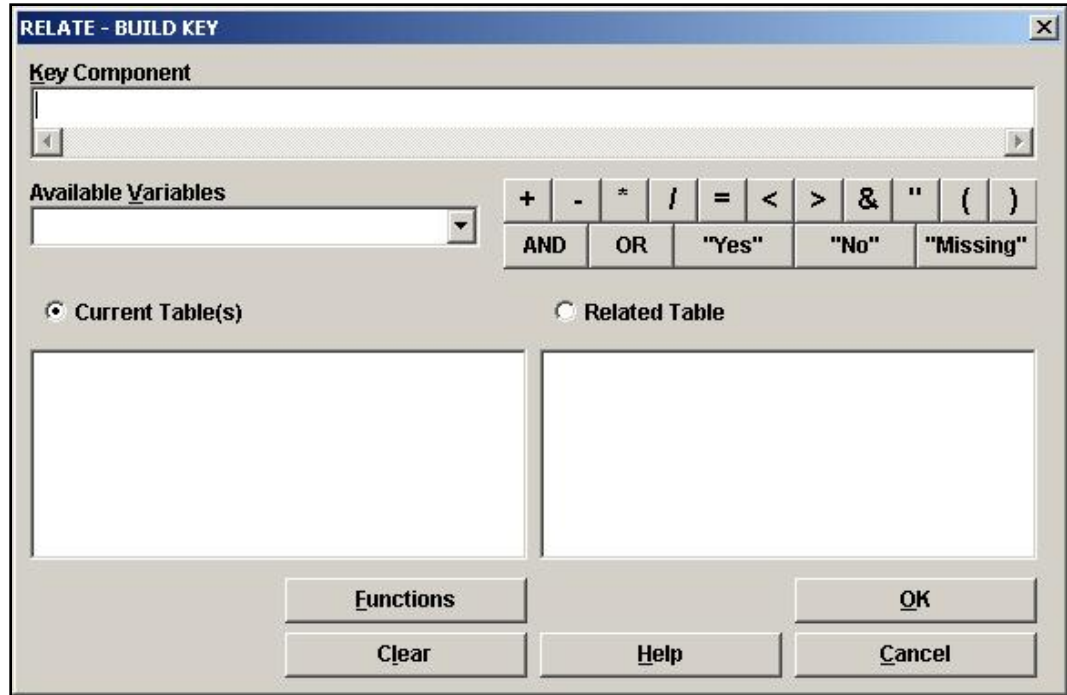 RELATE - BUILD KEY
Key Component
Available Variables
+ - * / = < > & " ( )
AND OR "Yes" "No" "Missing"
Current Table(s) Related Table
Functions OK
Clear Help Cancel